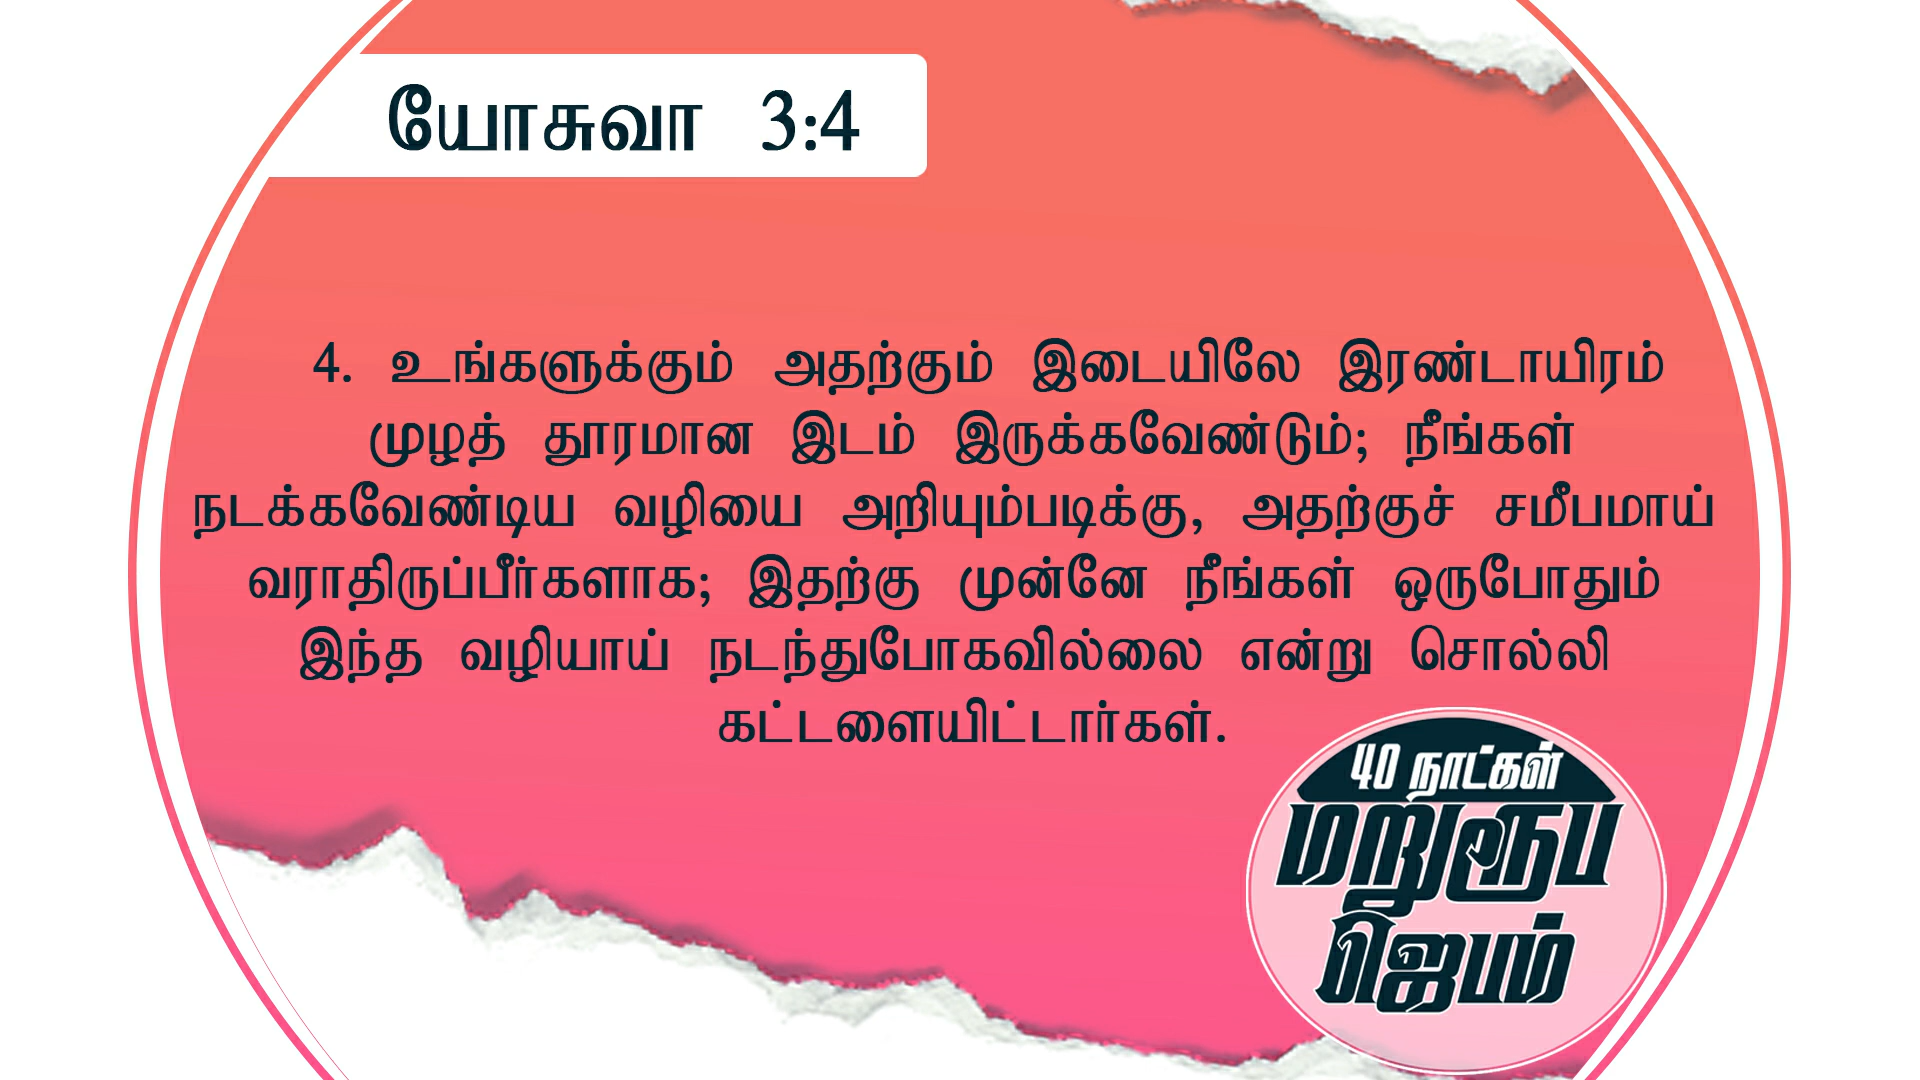 யோசுவா 3:4
4. உங்களுக்கும் அதற்கும் இடையிலே இரண்டாயிரம்
முழத் தூரமான இடம் இருக்கவேண்டும்; நீங்கள்
நடக்கவேண்டிய வழியை அறியும்படிக்கு, அதற்குச் சமீபமாய்
வராதிருப்பீர்களாக; இதற்கு முன்னே நீங்கள் ஒருபோதும்
இந்த வழியாய் நடந்துபோகவில்லை என்று சொல்லி
கட்டளையிட்டார்கள்.
40 நாட்கள்
மறுரூப
ஜெபம்